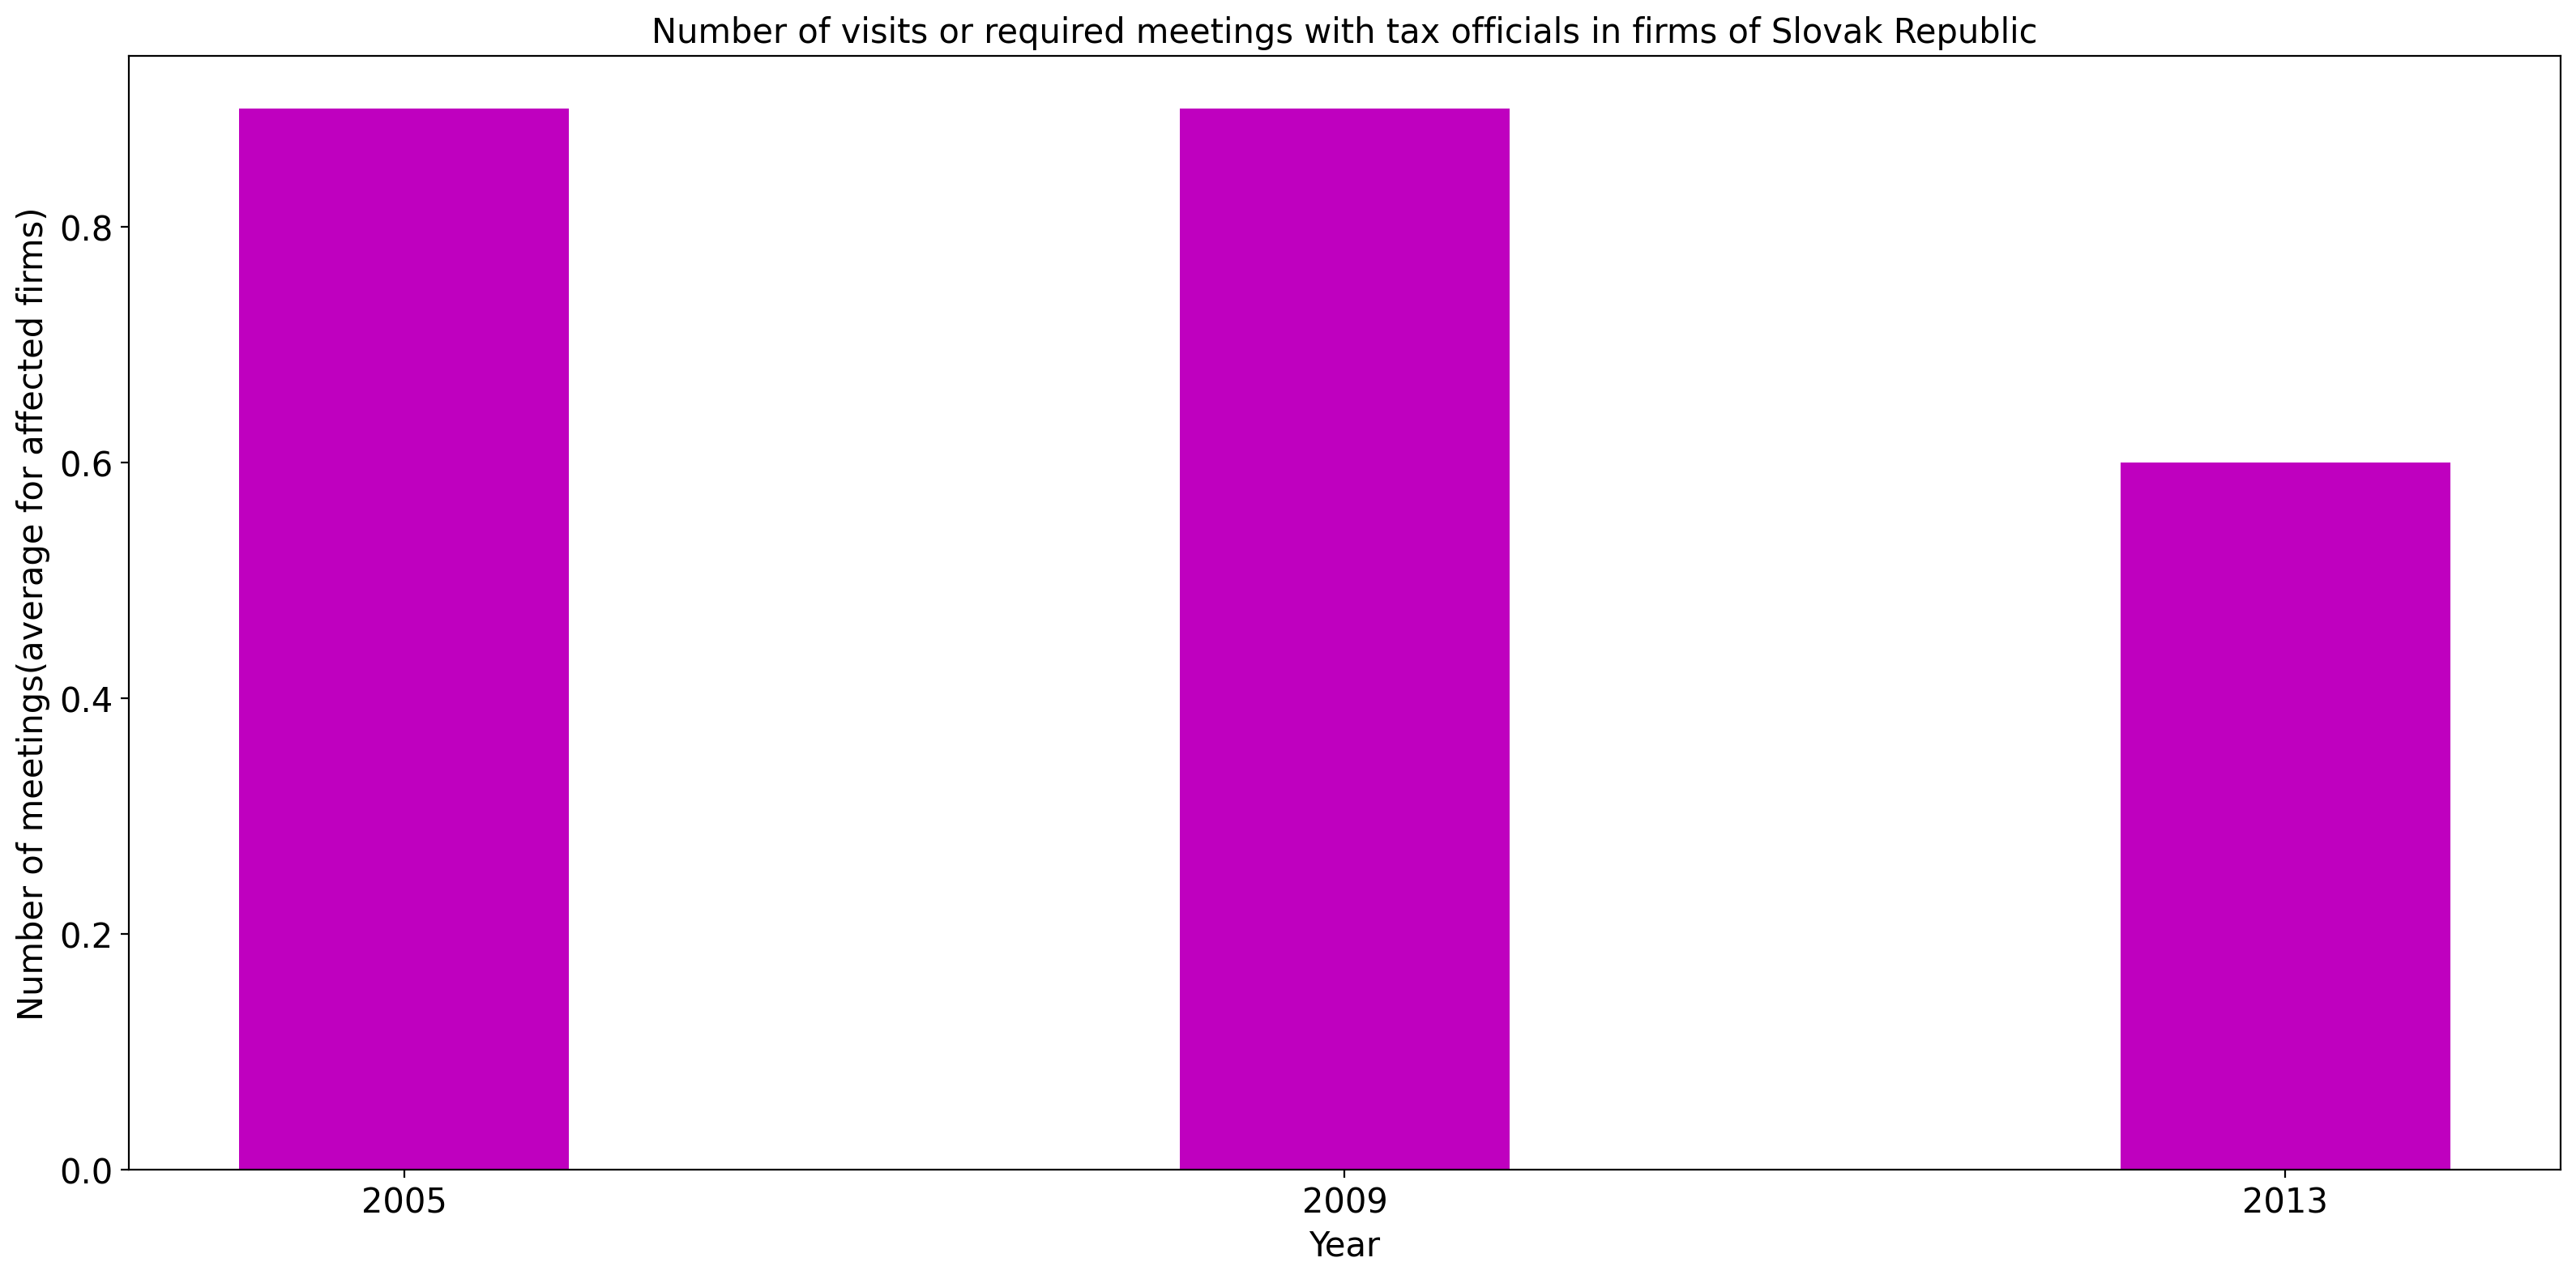 Number of visits or required meetings with tax officials in firms of Slovak Republic
Number of meetings(average for affected firms)
0.8
0.6
0.4
0.2
0.0
2005
2009
2013
Year